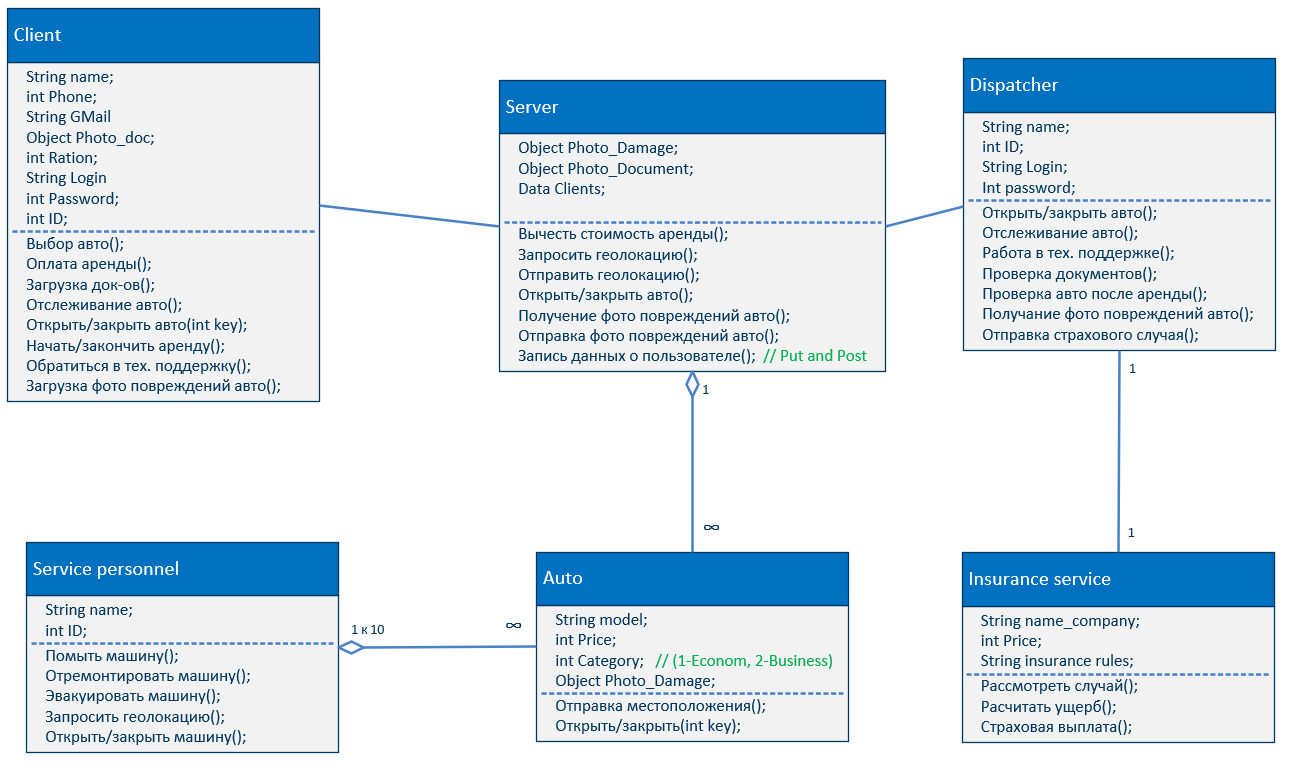 Client
String name;
int Phone;
String GMail
Object Photo_doc;
int Ration;
String Login
int Password;
int ID;
Выбор авто();
Оплата аренды();
Загрузка док-ов();
Отслеживание авто();
Открыть/закрыть авто(int key);
Начать/закончить аренду();
Обратиться в тех. поддержку();
Загрузка фото повреждений авто();
Server
Object Photo_Damage;
Object Photo_Document;
Data Clients;
Вычесть стоимость аренды();
Запросить геолокацию();
Отправить геолокацию();
Открыть/закрыть авто();
Получение фото повреждений авто();
Отправка фото повреждений авто();
Запись данных о пользователе(); // Put and Post
Dispatcher
String name;
int ID;
String Login;
Int password;
Открыть/закрыть авто();
Отслеживание авто();
Работа в тех. поддержке();
Проверка документов();
Проверка авто после аренды();
Получание фото повреждений авто();
Отправка страхового случая();
1
∞
1
1
Service personnel
String name;
int ID;
Помыть машину();
Отремонтировать машину();
Эвакуировать машину();
Запросить геолокацию();
Открыть/закрыть машину();
1 к 10
∞
Auto
String model;
int Price;
int Category; // (1-Econom, 2-Business)
Object Photo_Damage;
Отправка местоположения();
Открыть/закрыть(int key);
Insurance service
String name_company;
int Price;
String insurance rules;
Рассмотреть случай();
Расчитать ущерб();
Страховая выплата();